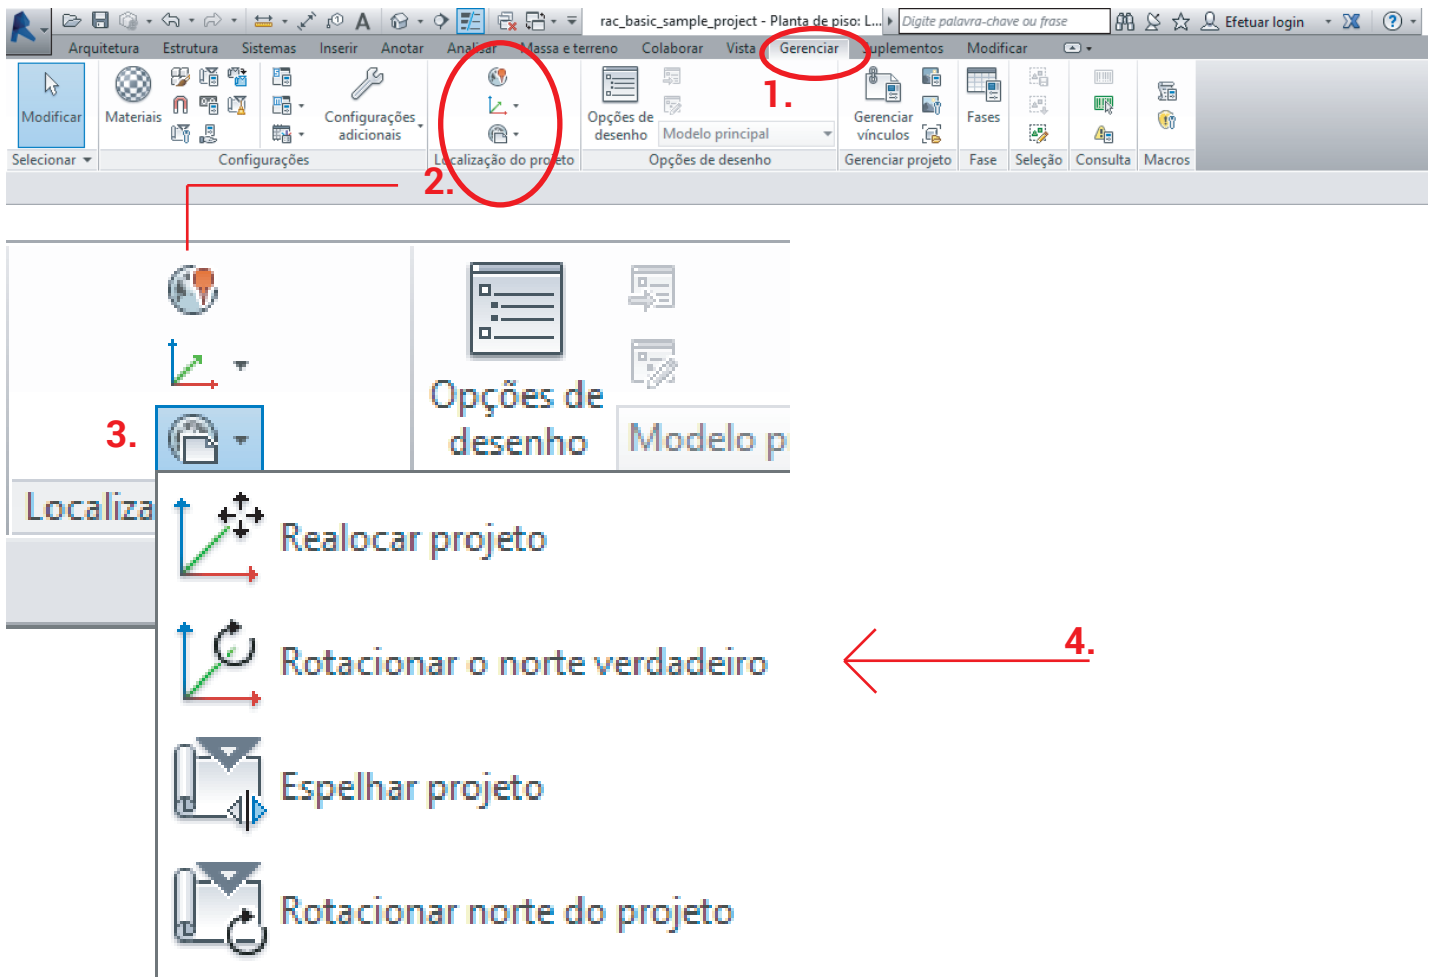 rac_basic_sample_project - Planta de piso: L...
Digite palavra-chave ou frase
Efetuar login
Arquitetura Estrutura Sistemas Inserir Anotar Analisar Massa e terreno Colaborar Vista Gerenciar Suplementos Modificar
1.
Modificar
Materiais
Configurações adicionais
Opções de desenho
Modelo principal
Gerenciar vínculos
Fases
Selecionar
Configurações
Localização do projeto
Opções de desenho
Gerenciar projeto
Fase
Seleção
Consulta
Macros
2.
Opções de
desenho
Modelo p
3.
Localiza
Realocar projeto
Rotacionar o norte verdadeiro
4.
Espelhar projeto
Rotacionar norte do projeto